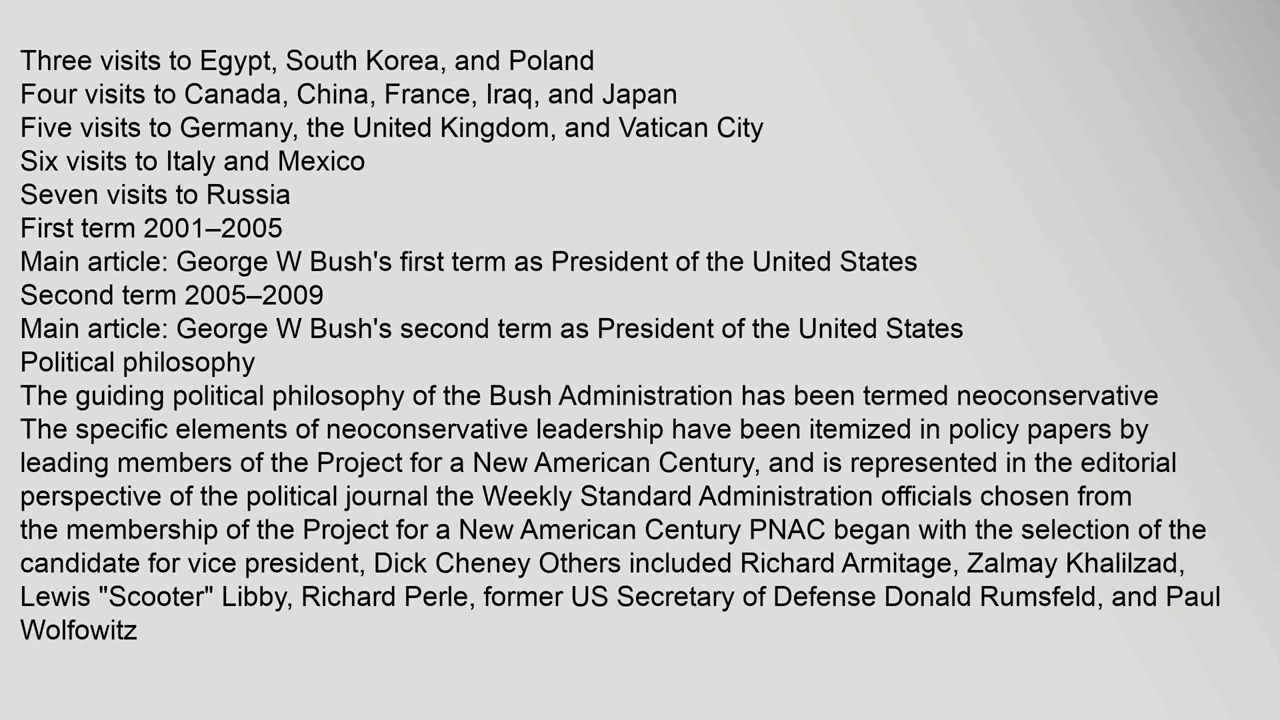 Three visits to Egypt, South Korea, and Poland
Four visits to Canada, China, France, Iraq, and Japan
Five visits to Germany, the United Kingdom, and Vatican City
Six visits to Italy and Mexico
Seven visits to Russia
First term 2001–2005
Main article: George W Bush's first term as President of the United States
Second term 2005–2009
Main article: George W Bush's second term as President of the United States
Political philosophy
The guiding political philosophy of the Bush Administration has been termed neoconservative
The specific elements of neoconservative leadership have been itemized in policy papers by
leading members of the Project for a New American Century, and is represented in the editorial
perspective of the political journal the Weekly Standard Administration officials chosen from
the membership of the Project for a New American Century PNAC began with the selection of the
candidate for vice president, Dick Cheney Others included Richard Armitage, Zalmay Khalilzad,
Lewis "Scooter" Libby, Richard Perle, former US Secretary of Defense Donald Rumsfeld, and Paul
Wolfowitz